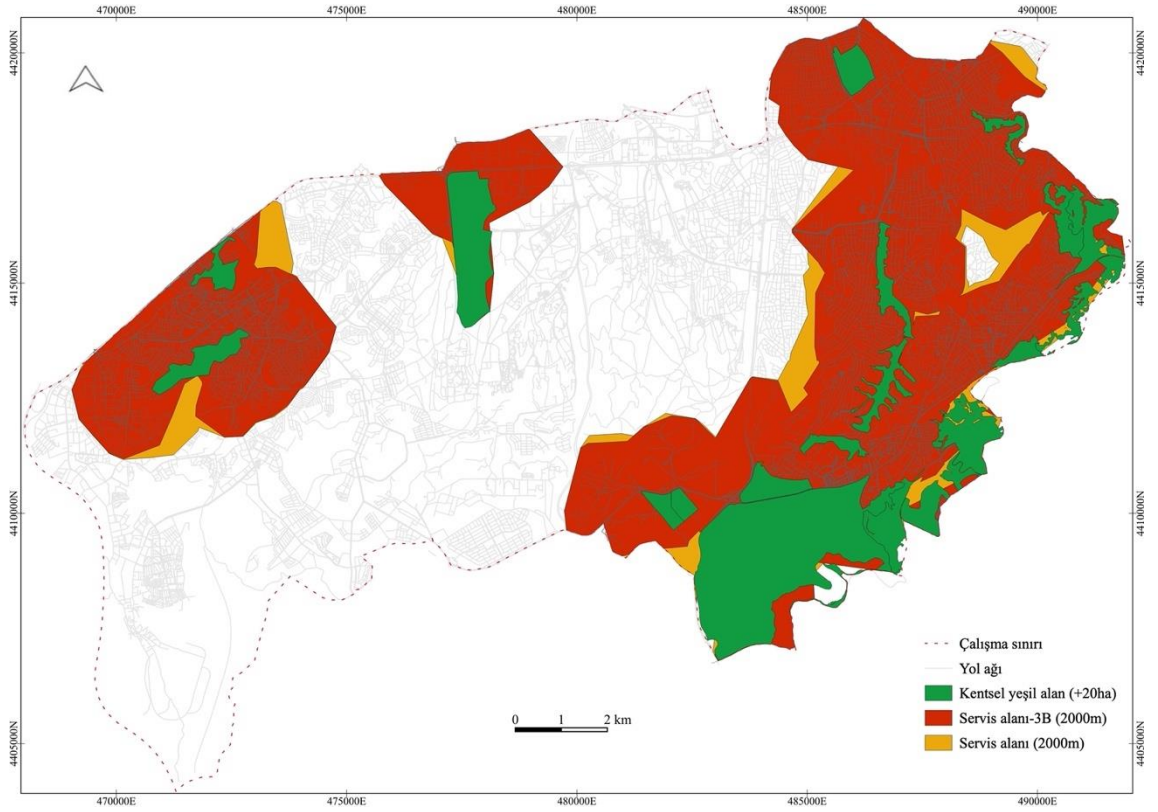 470000E 475000E 480000E 485000E 490000E
4420000N 4420000N
4415000N 4415000N
4410000N 4410000N
4405000N 4405000N
Çalışma sınırı
Yol ağı
Kentsel yeşil alan (+20ha)
Servis alanı-3B (2000m)
Servis alanı (2000m)
0 1 2 km
470000E 475000E 480000E 485000E 490000E